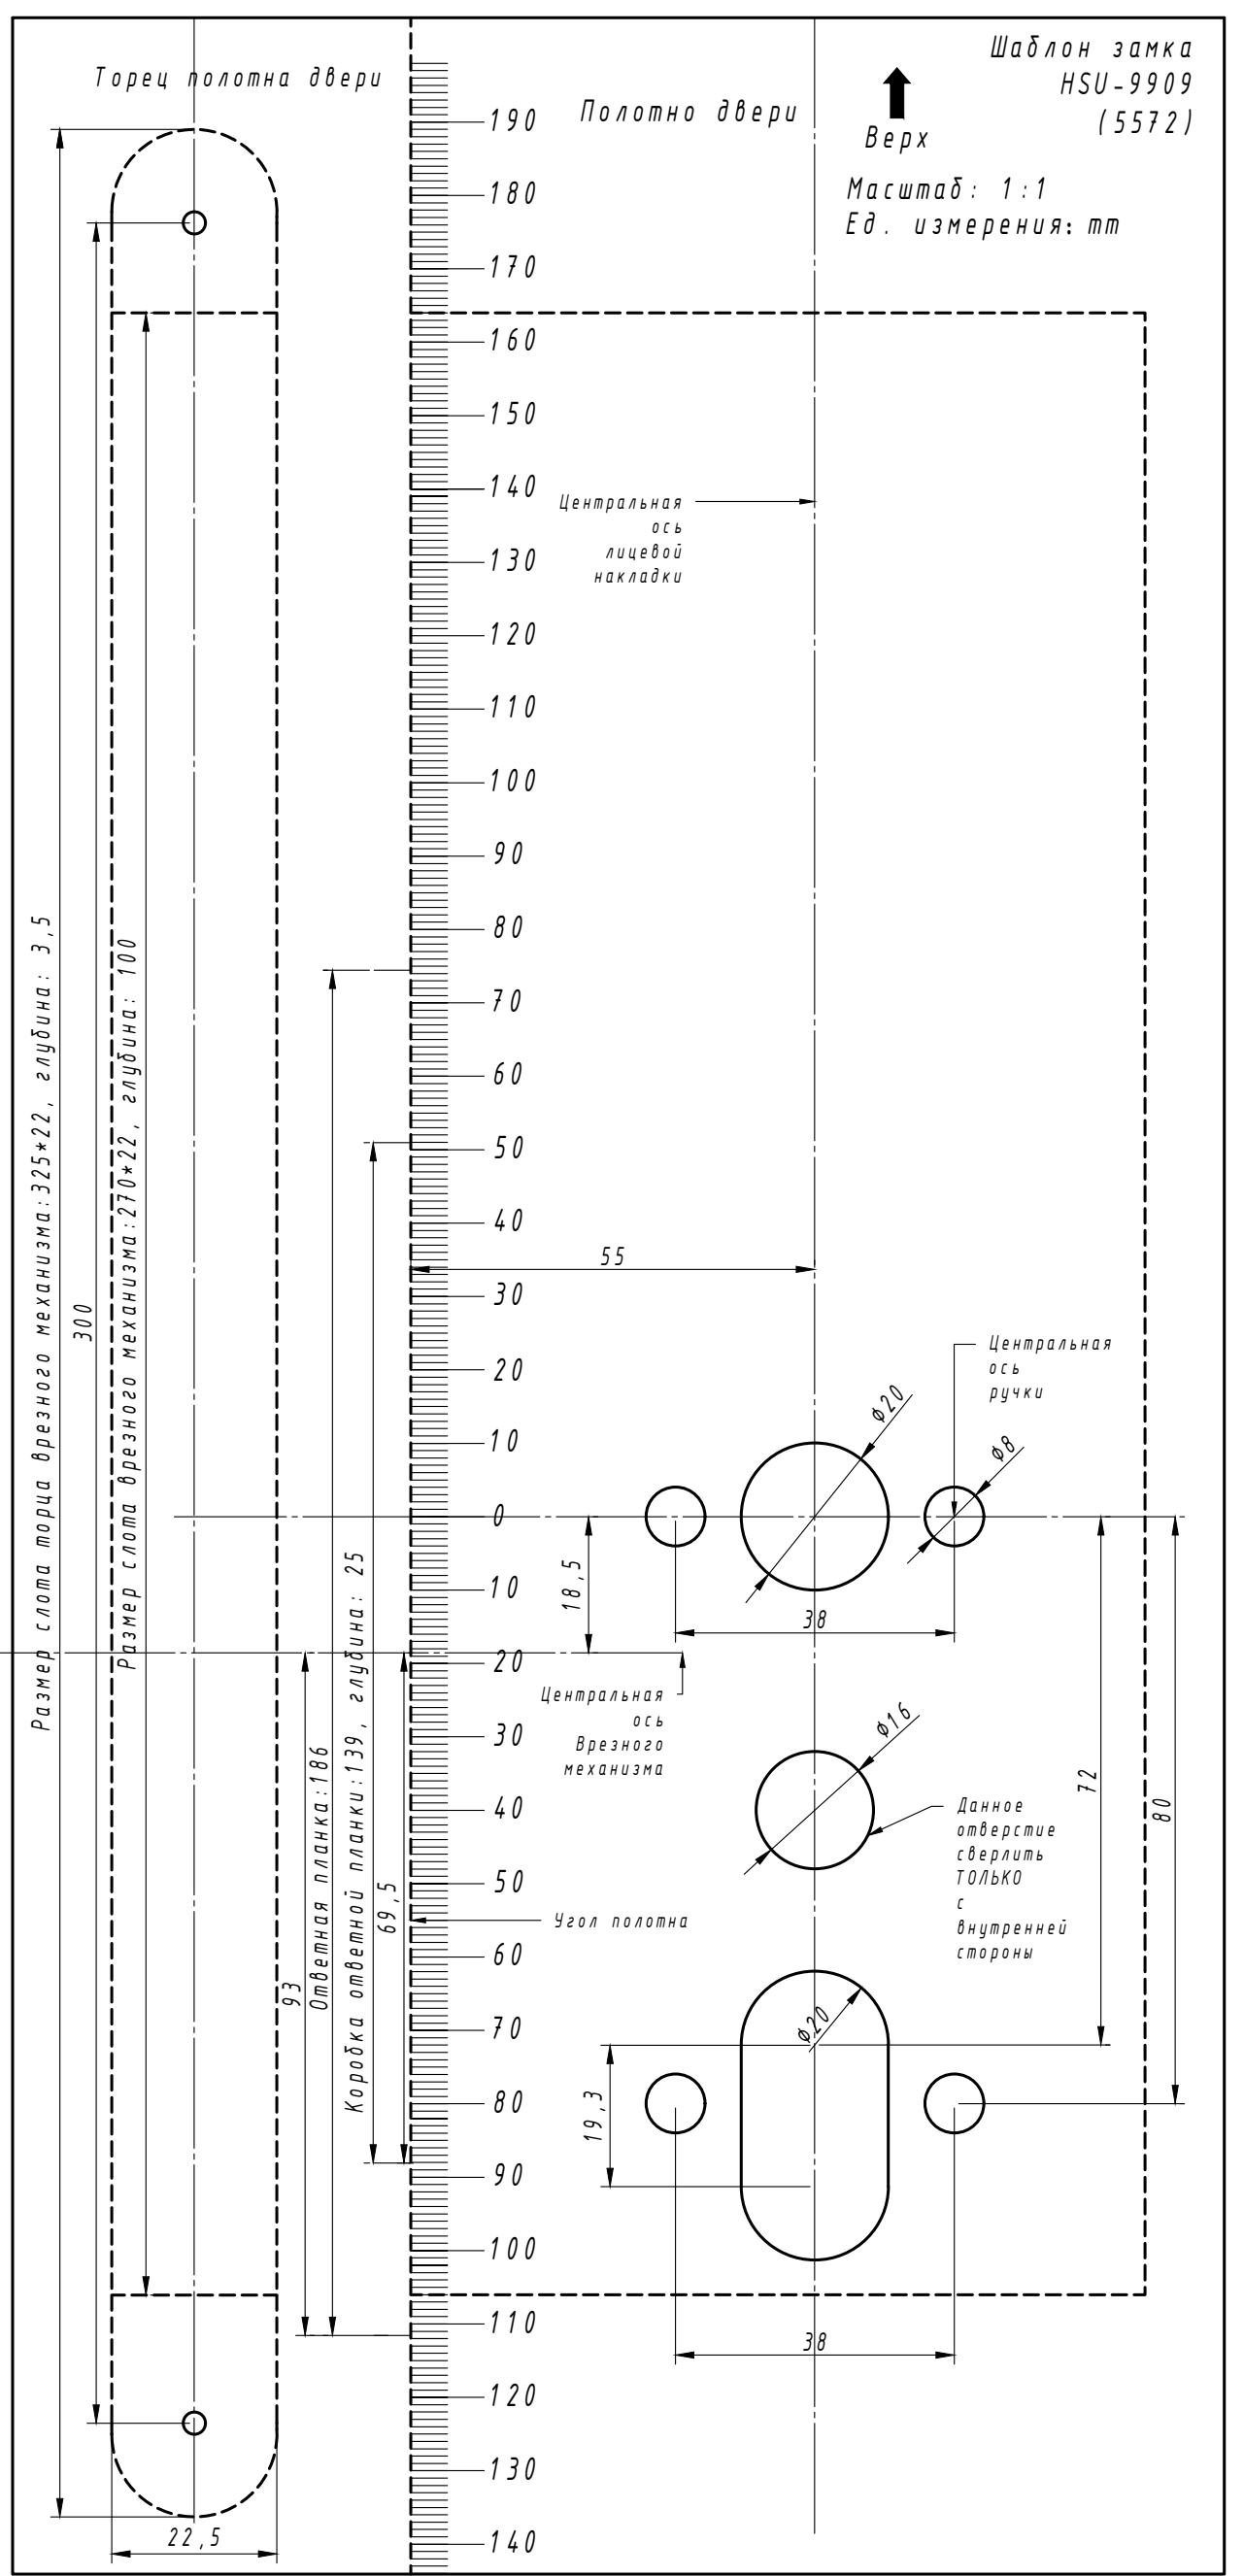 Шаблон замка
HSU-9909
(5572)
Торец полотна двери
Полотно двери
Верх
Масштаб: 1:1
Ед. измерения: mm
190
180
170
160
150
140
130
120
110
100
90
80
70
60
50
40
30
20
10
0
10
20
30
40
50
60
70
80
90
100
110
120
130
140
Центральная
ось
лицевой
накладки
Размер слота торца врезного механизма:325*22, глубина: 3,5
300
Размер слота врезного механизма:270*22, глубина: 100
55
Центральная
ось
ручки
ϕ20
ϕ8
18,5
38
Центральная
ось
Врезного
механизма
ϕ16
72
80
Данное
отверстие
сверлить
ТОЛЬКО
с
внутренней
стороны
93
Ответная планка:186
Коробка ответной планки:139, глубина: 25
69,5
Угол полотна
ϕ20
19,3
38
22,5